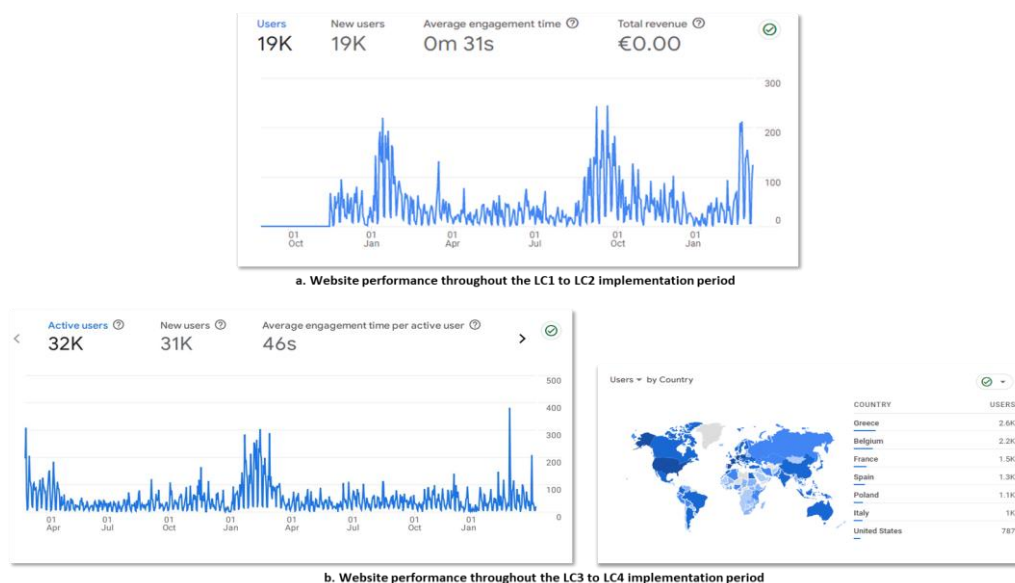 Users New users Average engagement time Total revenue
19K 19K 0m 31s €0.00
300
200
100
0
01 Oct 01 Jan 01 Apr 01 Jul 01 Oct 01 Jan
a. Website performance throughout the LC1 to LC2 implementation period
Active users New users Average engagement time per active user
32K 31K 46s
500
400
300
200
100
0
01 Apr 01 Jul 01 Oct 01 Jan 01 Apr 01 Jul 01 Oct 01 Jan
Users by Country
COUNTRY USERS
Greece 2.6K
Belgium 2.2K
France 1.5K
Spain 1.3K
Poland 1.1K
Italy 1K
United States 787
b. Website performance throughout the LC3 to LC4 implementation period